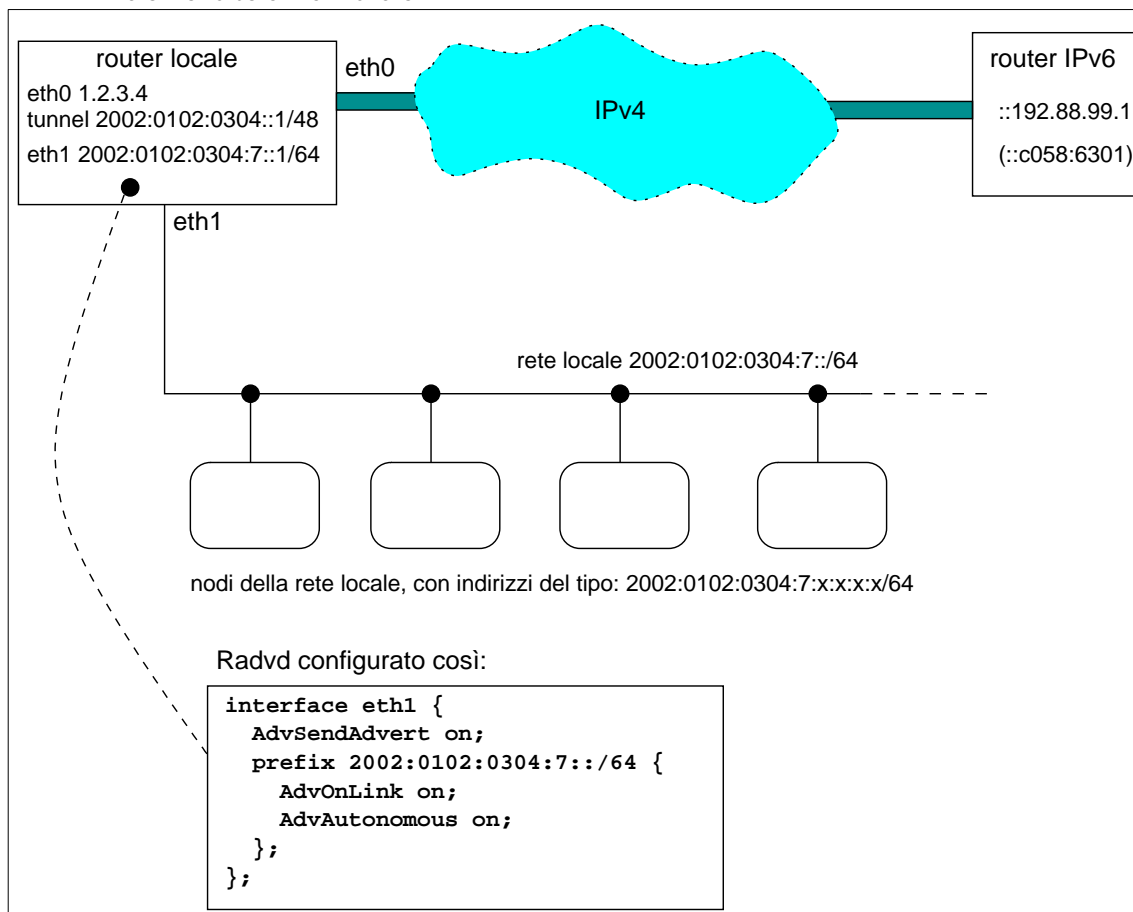 router locale
eth0 1.2.3.4
tunnel 2002:0102:0304::1/48
eth1 2002:0102:0304:7::1/64
eth0
IPv4
router IPv6
::192.88.99.1
(::c058:6301)
eth1
rete locale 2002:0102:0304:7::/64
nodi della rete locale, con indirizzi del tipo: 2002:0102:0304:7:x:x:x:x/64
Radvd configurato così:
interface eth1 {
AdvSendAdvert on;
prefix 2002:0102:0304:7::/64 {
AdvOnLink on;
AdvAutonomous on;
};
};